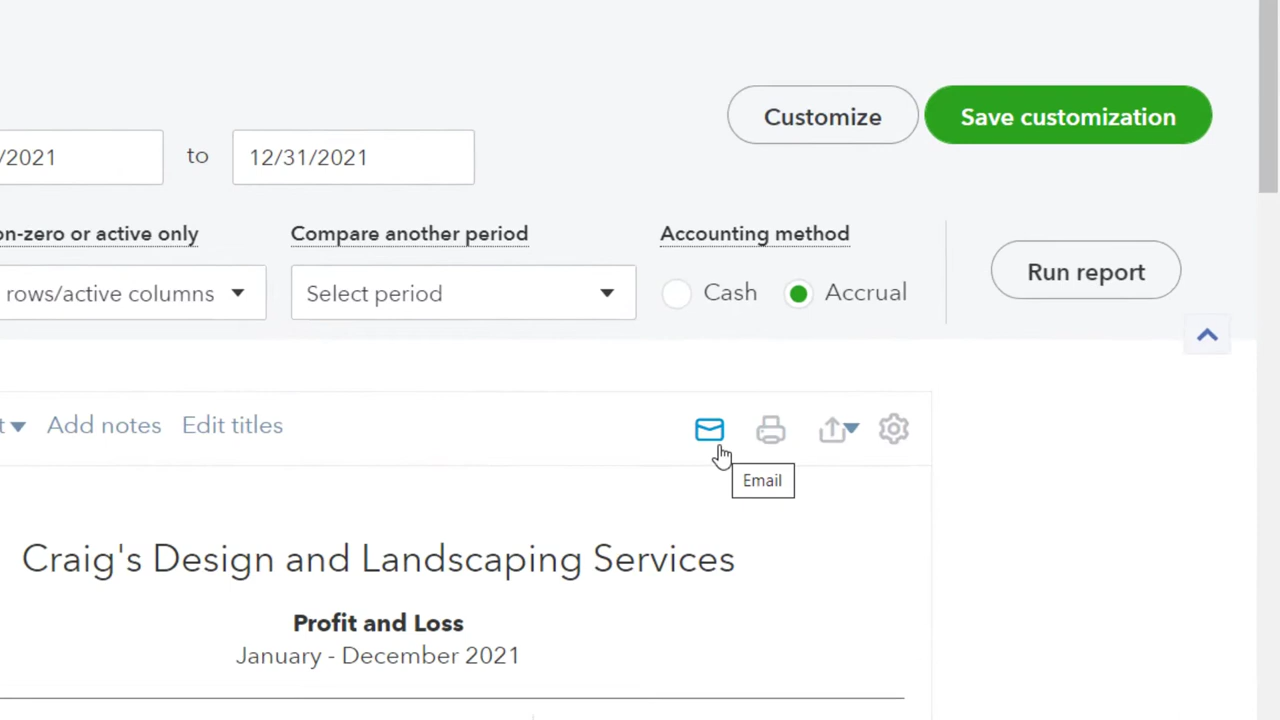 Customize
Save customization
/2021
to
12/31/2021
on-zero or active only
Compare another period
Accounting method
rows/active columns
Select period
Cash
Accrual
Run report
t
Add notes
Edit titles
Email
Craig's Design and Landscaping Services
Profit and Loss
January - December 2021